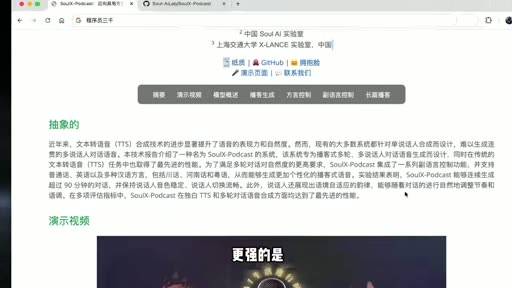 SoulX-Podcast: 迈向真实方言
Soul-AILab/SoulX-Podcast
程序员三千
2 中国 Soul AI 实验室
3 上海交通大学 X-LANCE 实验室，中国
纸质 | GitHub | 拥抱脸
演示页面 | 联系我们
摘要 演示视频 模型概述 播客生成 方言控制 副语言控制 长篇播客
抽象的
近年来，文本转语音（TTS）合成技术的进步显著提升了语音的表现力和自然度。然而，现有的大多数系统都针对单说话人合成而设计，难以生成连
贯的多说话人对话语音。本技术报告介绍了一种名为 SoulX-Podcast 的系统，该系统专为播客式多轮、多说话人对话语音生成而设计，同时在传统的
文本转语音（TTS）任务中也取得了最先进的性能。为了满足多轮对话对自然度的更高要求，SoulX-Podcast 集成了一系列副语言控制功能，并支持
普通话、英语以及多种汉语方言，包括四川话、河南话和粤语，从而能够生成更加个性化的播客式语音。实验结果表明，SoulX-Podcast 能够连续生成
超过 90 分钟的对话，并保持说话人音色稳定，说话人切换流畅。此外，说话人还展现出语境自适应的韵律，能够随着对话的进行自然地调整节奏和
语调。在多项评估指标中，SoulX-Podcast 在独白 TTS 和多轮对话语音合成方面均达到了最先进的性能。
演示视频
更强的是